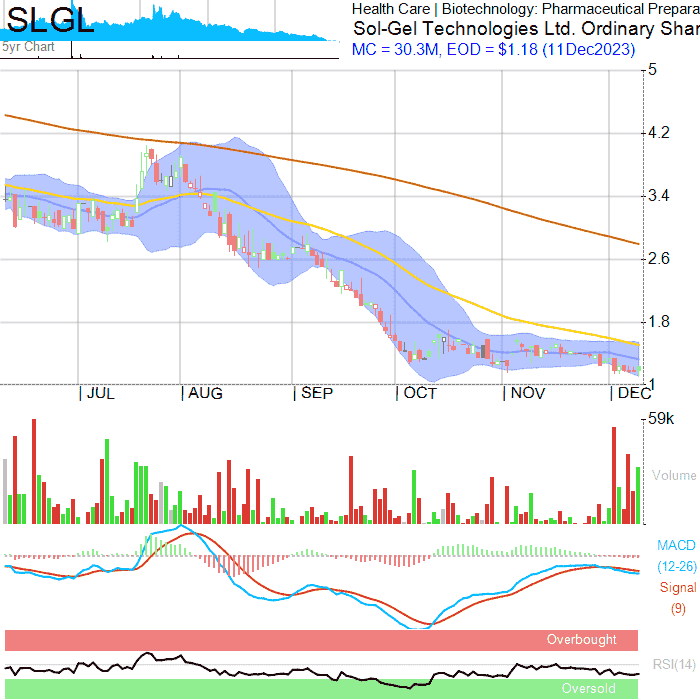 SLGL
5yr Chart
Health Care | Biotechnology: Pharmaceutical Prepara
Sol-Gel Technologies Ltd. Ordinary Shar
MC = 30.3M, EOD = $1.18 (11Dec2023)
5
4.2
3.4
2.6
1.8
1
JUL AUG SEP OCT NOV DEC
59k
Volume
MACD
(12-26)
Signal
(9)
Overbought
RSI(14)
Oversold